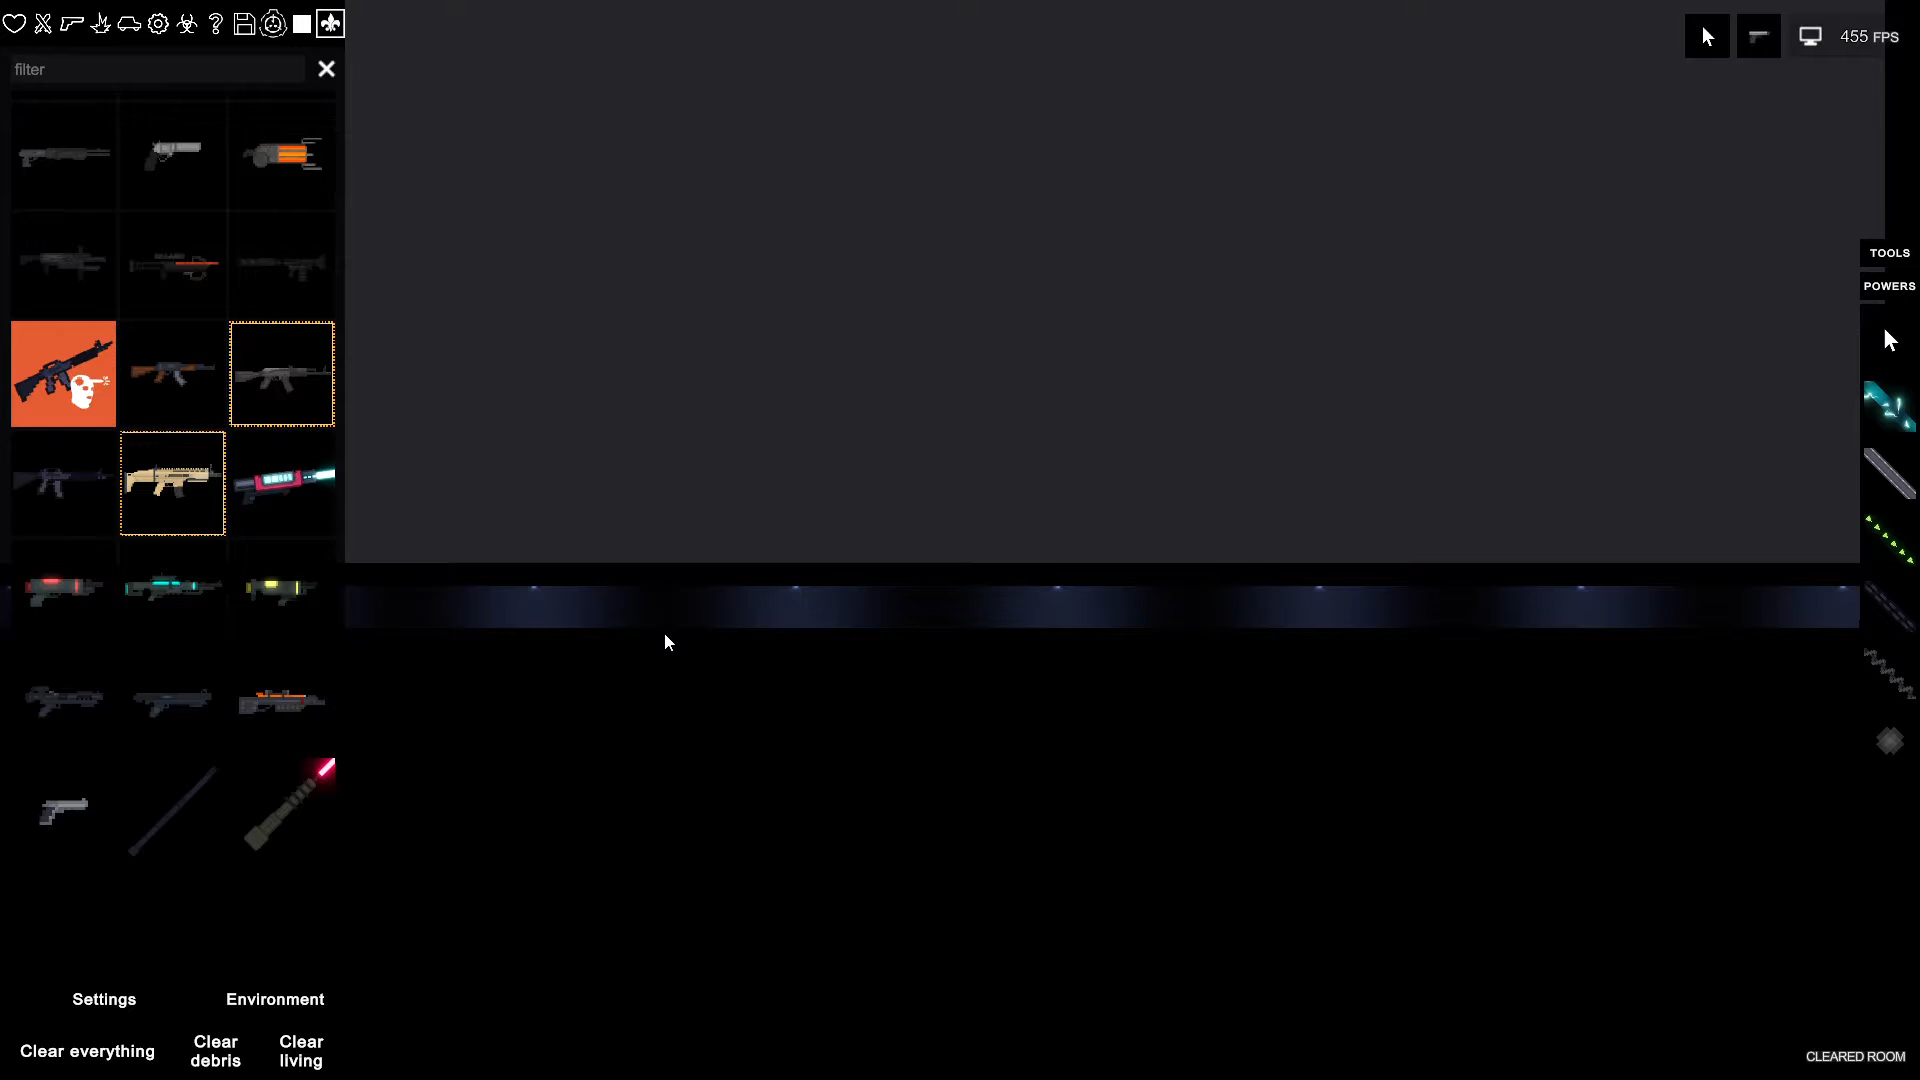 filter
455 FPS
TOOLS
POWERS
Settings
Environment
Clear everything
Clear debris
Clear living
CLEARED ROOM